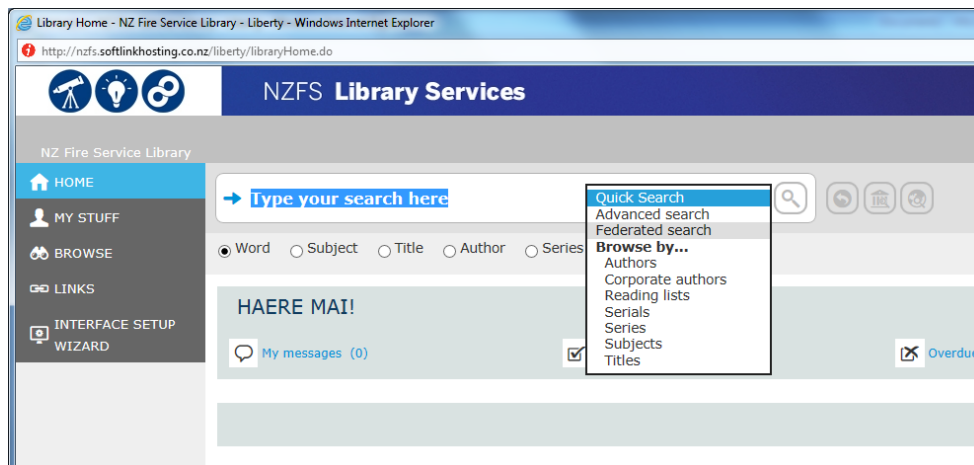 Library Home - NZ Fire Service Library - Liberty - Windows Internet Explorer
http://nzfs.softlinkhosting.co.nz/liberty/libraryHome.do
NZFS Library Services
NZ Fire Service Library
HOME
MY STUFF
BROWSE
LINKS
INTERFACE SETUP
WIZARD
Type your search here
Quick Search
Advanced search
Federated search
Browse by...
Authors
Corporate authors
Reading lists
Serials
Series
Subjects
Titles
Word Subject Title Author Series
HAERE MAI!
My messages (0)
Overdu